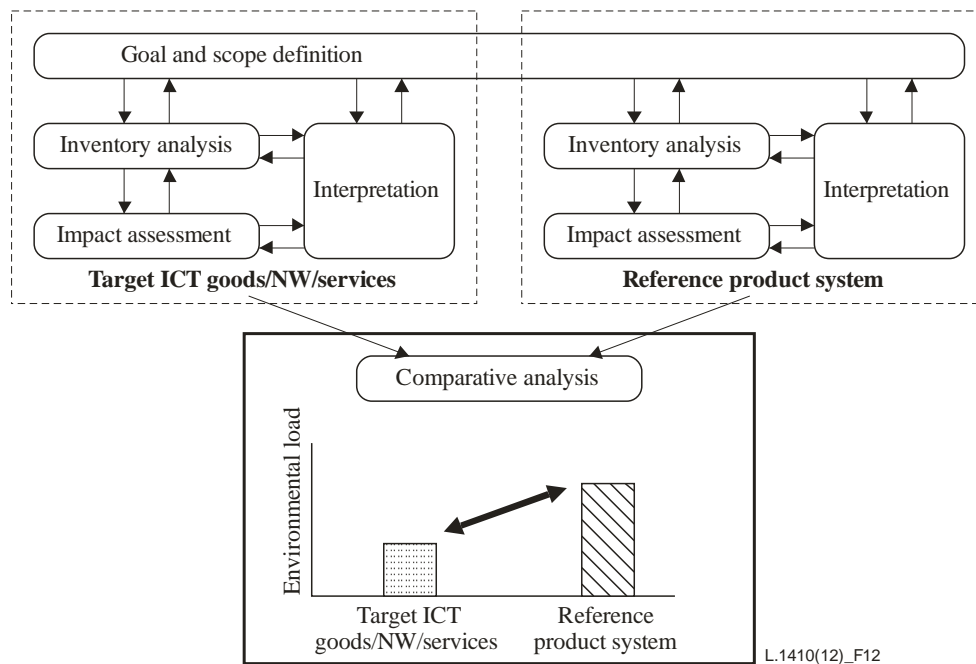 Goal and scope definition
Inventory analysis
Interpretation
Impact assessment
Target ICT goods/NW/services
Inventory analysis
Interpretation
Impact assessment
Reference product system
Comparative analysis
Environmental load
Target ICT
goods/NW/services
Reference
product system
L.1410(12)_F12